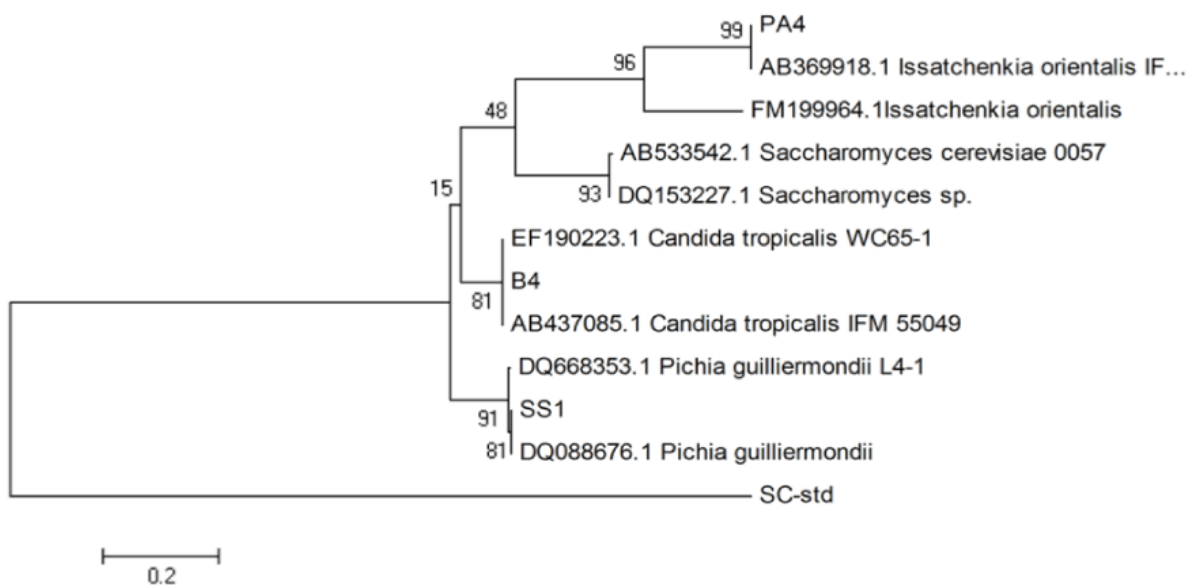 99 PA4
AB369918.1 Issatchenkia orientalis IF...
96
FM199964.1Issatchenkia orientalis
48
AB533542.1 Saccharomyces cerevisiae 0057
93 DQ153227.1 Saccharomyces sp.
15
EF190223.1 Candida tropicalis WC65-1
B4
81
AB437085.1 Candida tropicalis IFM 55049
DQ668353.1 Pichia guilliermondii L4-1
SS1
91
81 DQ088676.1 Pichia guilliermondii
SC-std
0.2